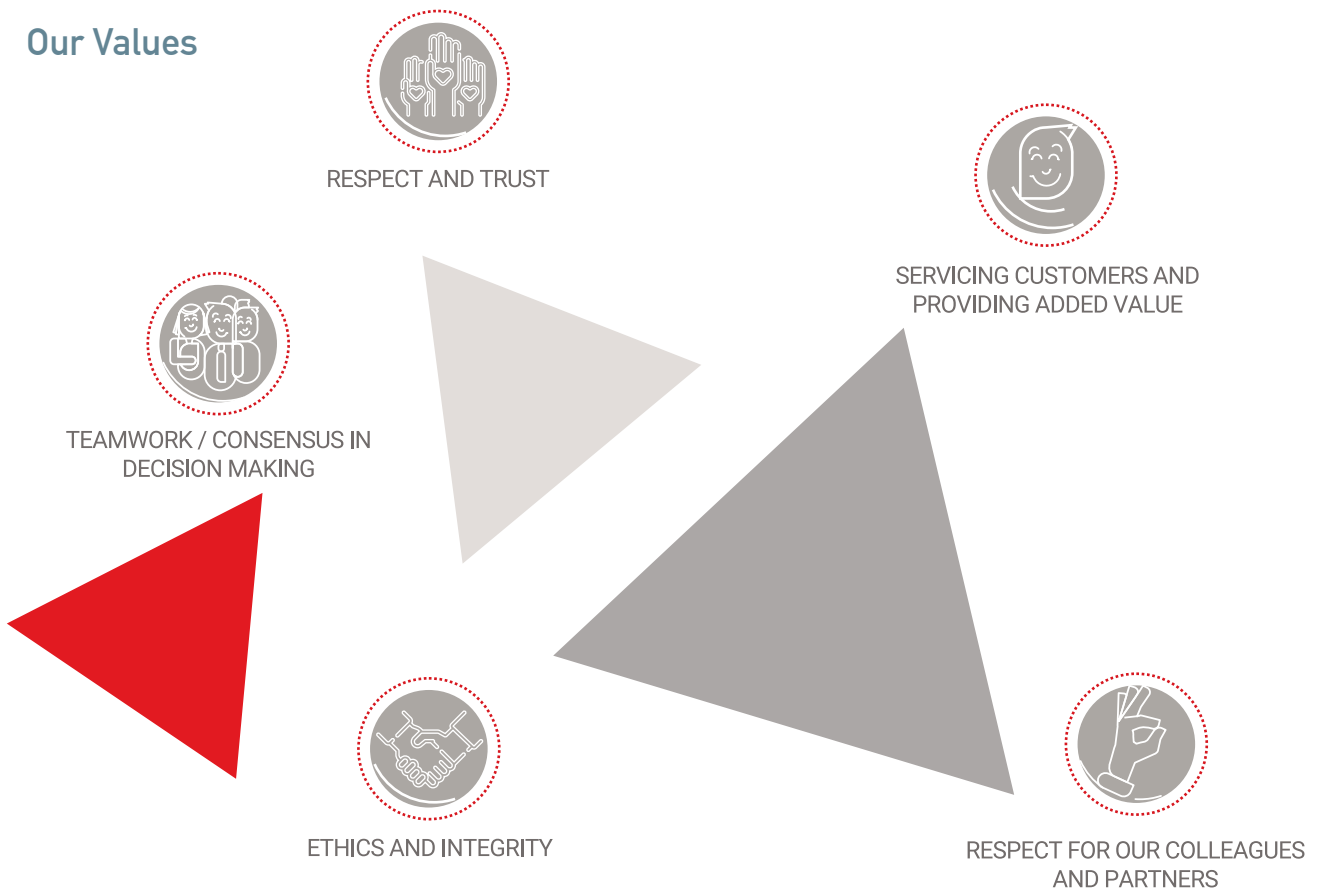 Our Values
RESPECT AND TRUST
SERVICING CUSTOMERS AND
PROVIDING ADDED VALUE
TEAMWORK / CONSENSUS IN
DECISION MAKING
ETHICS AND INTEGRITY
RESPECT FOR OUR COLLEAGUES
AND PARTNERS